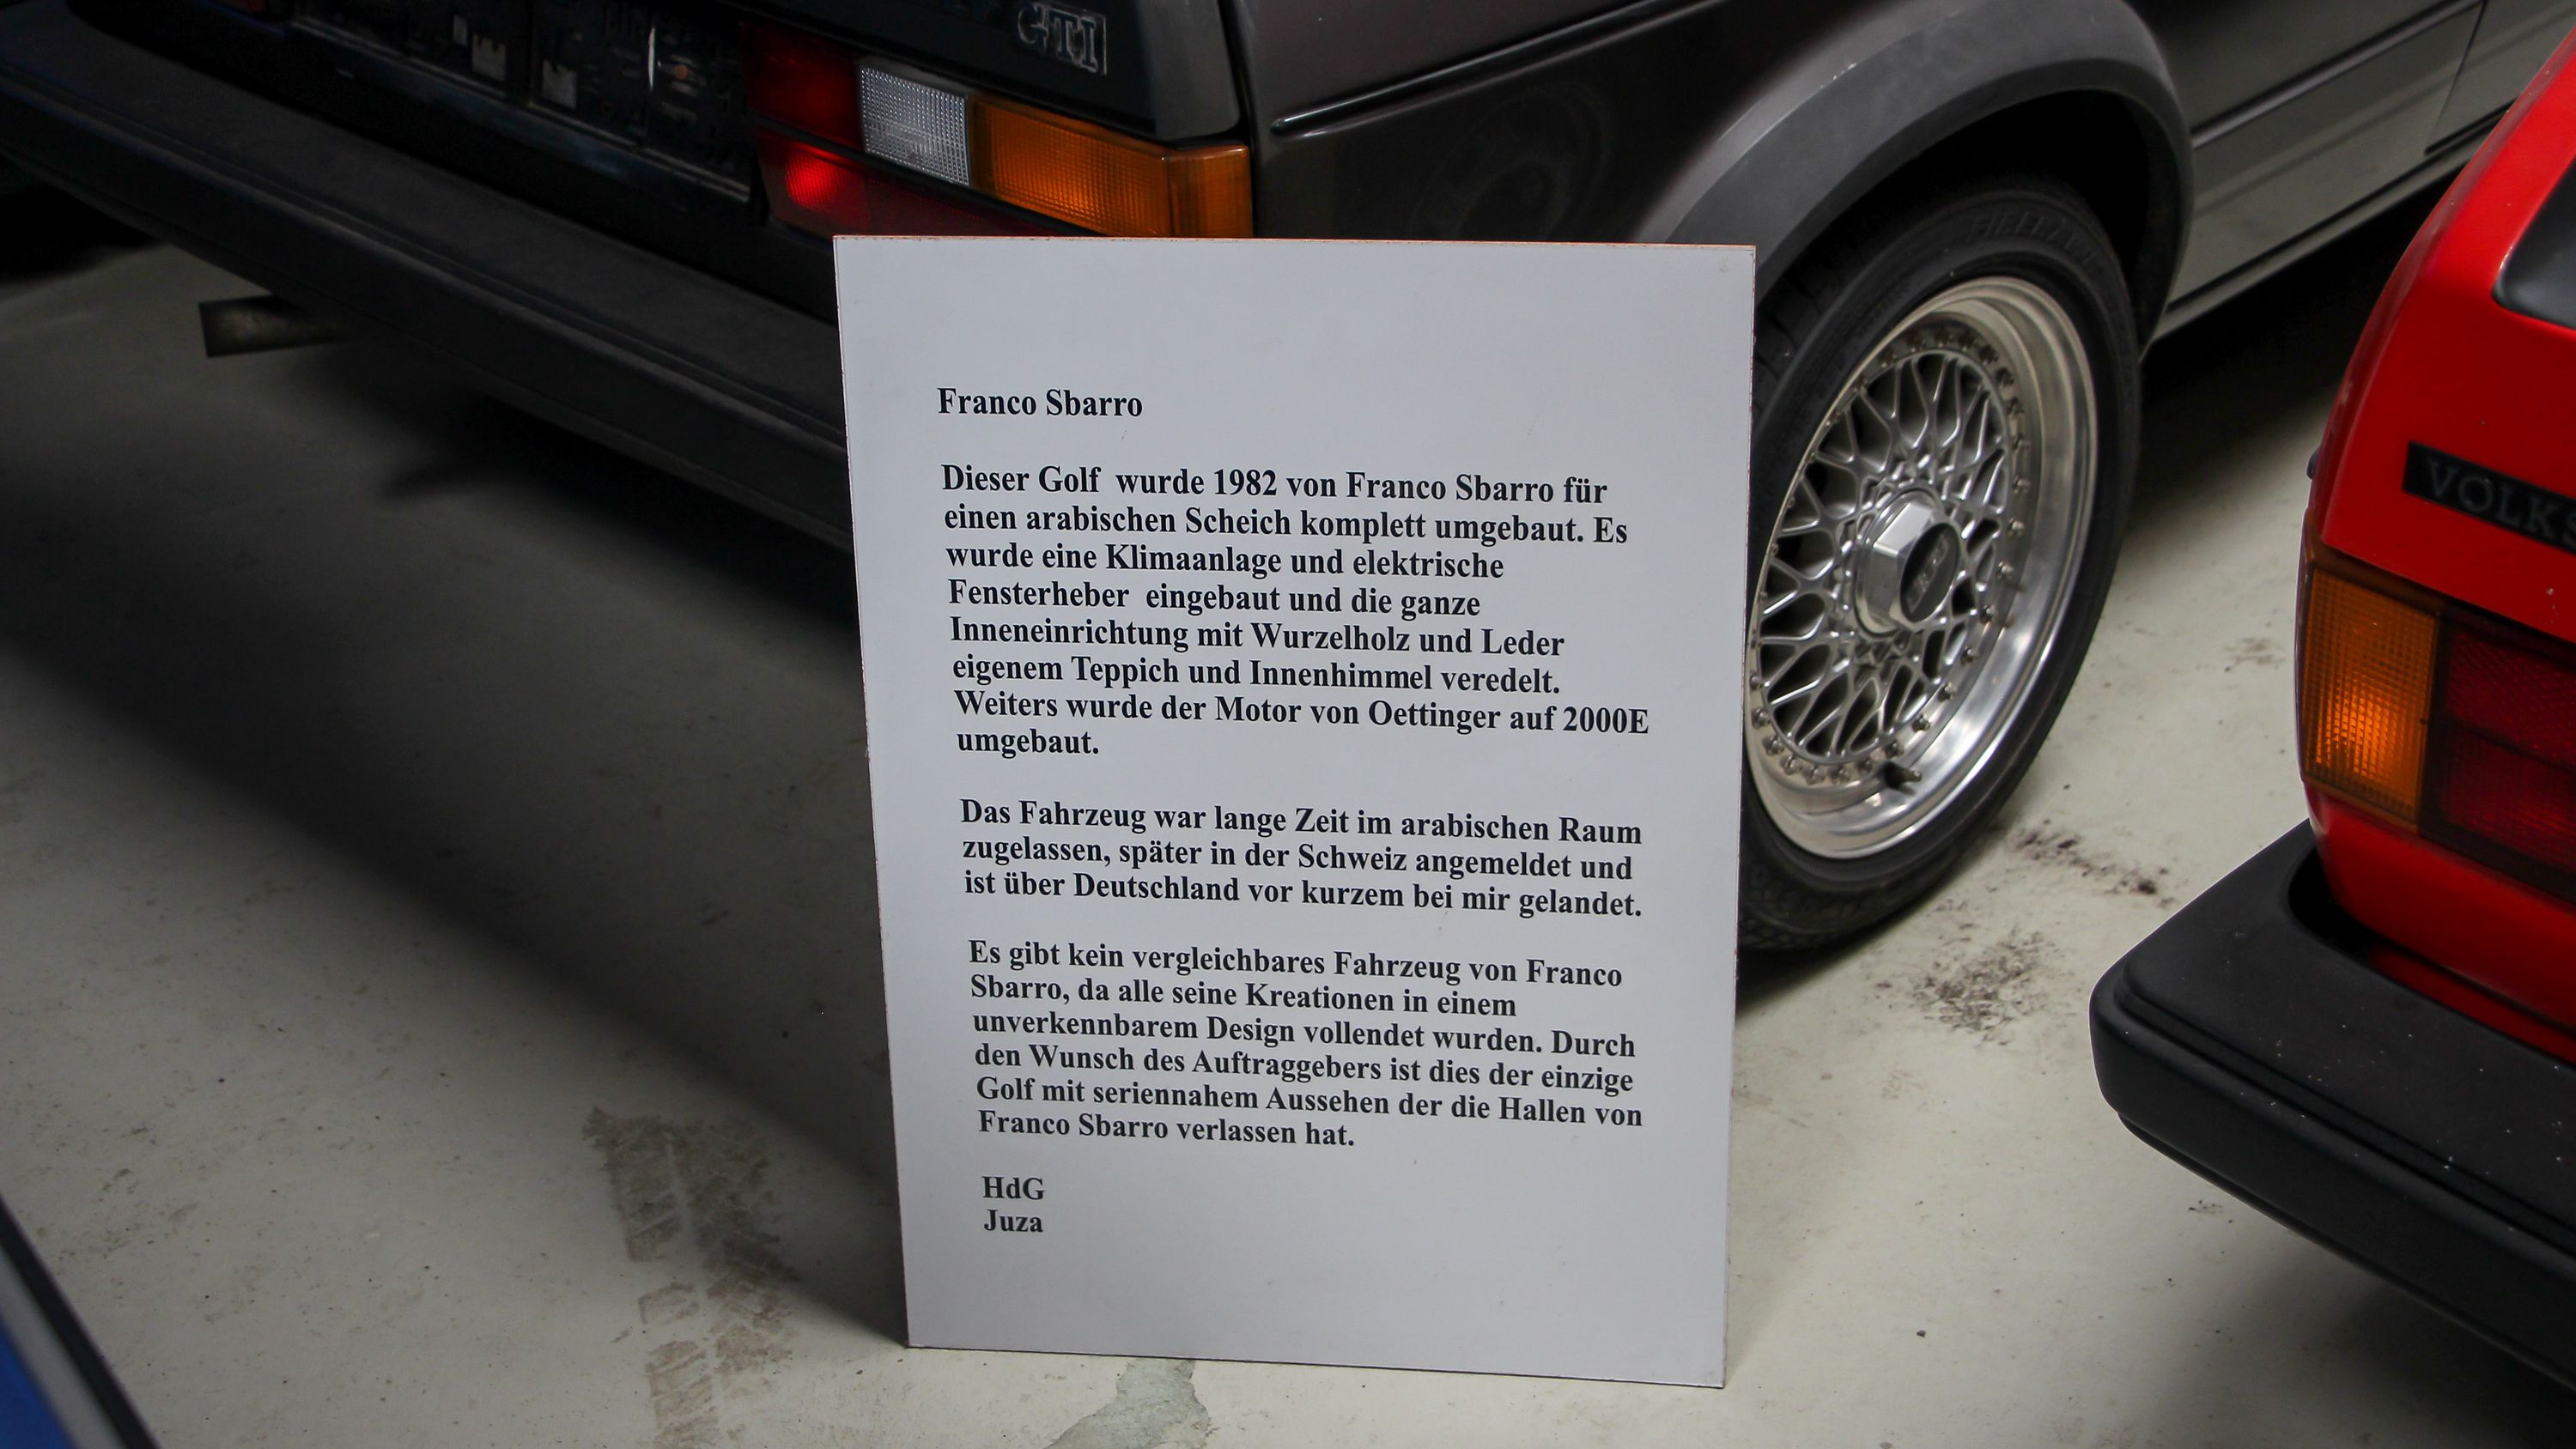 GTI
Franco Sbarro
Dieser Golf  wurde 1982 von Franco Sbarro für
einen arabischen Scheich komplett umgebaut. Es
wurde eine Klimaanlage und elektrische
Fensterheber  eingebaut und die ganze
Inneneinrichtung mit Wurzelholz und Leder
eigenem Teppich und Innenhimmel veredelt.
Weiters wurde der Motor von Oettinger auf 2000E
umgebaut.
Das Fahrzeug war lange Zeit im arabischen Raum
zugelassen, später in der Schweiz angemeldet und
ist über Deutschland vor kurzem bei mir gelandet.
Es gibt kein vergleichbares Fahrzeug von Franco
Sbarro, da alle seine Kreationen in einem
unverkennbarem Design vollendet wurden. Durch
den Wunsch des Auftraggebers ist dies der einzige
Golf mit seriennahem Aussehen der die Hallen von
Franco Sbarro verlassen hat.
HdG
Juza
VOLKS